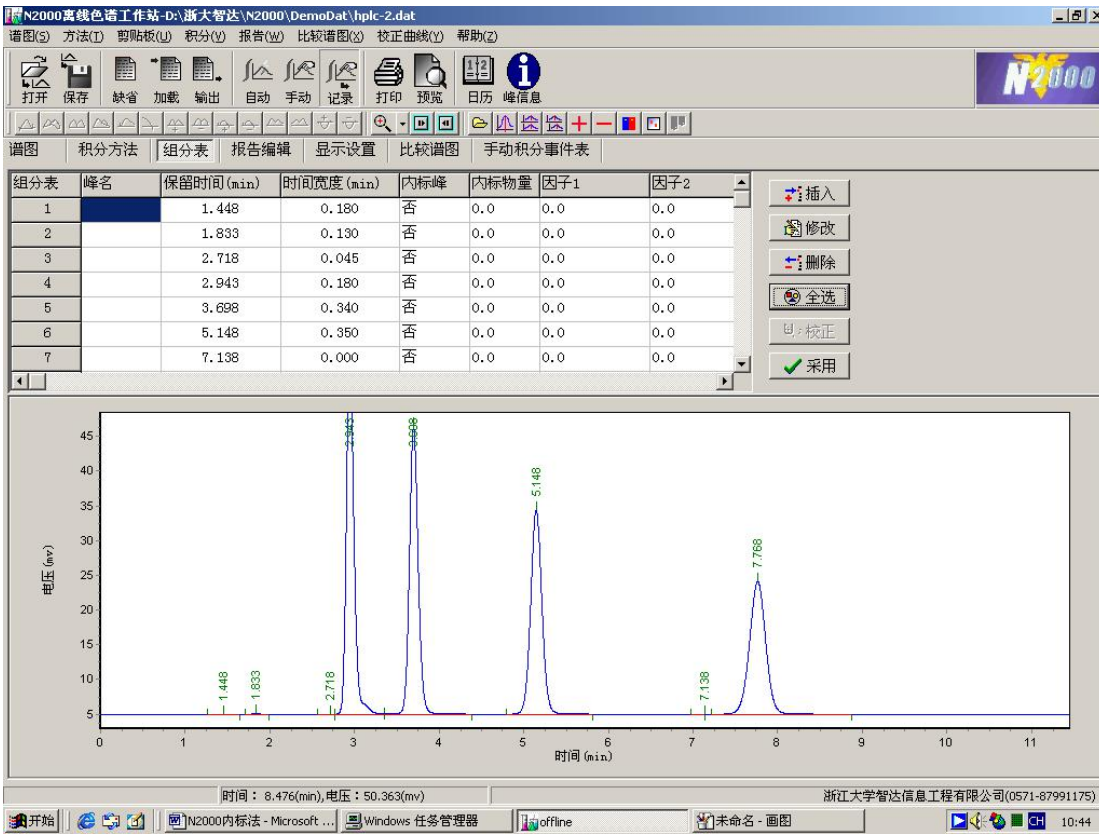 N2000离线色谱工作站-D:\浙大智达\N2000\DemoDat\hplc-2.dat
谱图(S) 方法(T) 剪贴板(U) 积分(V) 报告(W) 比较谱图(X) 校正曲线(Y) 帮助(Z)
打开 保存 缺省 加载 输出 自动 手动 记录 打印 预览 日历 峰信息
N2000
谱图 积分方法 组分表 报告编辑 显示设置 比较谱图 手动积分事件表
组分表 峰名 保留时间(min) 时间宽度(min) 内标峰 内标物量 因子1 因子2
1 1.448 0.180 否 0.0 0.0 0.0
2 1.833 0.130 否 0.0 0.0 0.0
3 2.718 0.045 否 0.0 0.0 0.0
4 2.943 0.180 否 0.0 0.0 0.0
5 3.698 0.340 否 0.0 0.0 0.0
6 5.148 0.350 否 0.0 0.0 0.0
7 7.138 0.000 否 0.0 0.0 0.0
插入
修改
删除
全选
校正
采用
电压(mv)
45
40
35
30
25
20
15
10
5
1.448
1.833
2.718
2.943
5.148
7.138
7.768
0 1 2 3 4 5 6 7 8 9 10 11
时间(min)
时间： 8.476(min),电压：50.363(mv)
浙江大学智达信息工程有限公司(0571-87991175)
开始 N2000内标法 - Microsoft ... Windows 任务管理器 offline 未命名 - 画图 CH 10:44